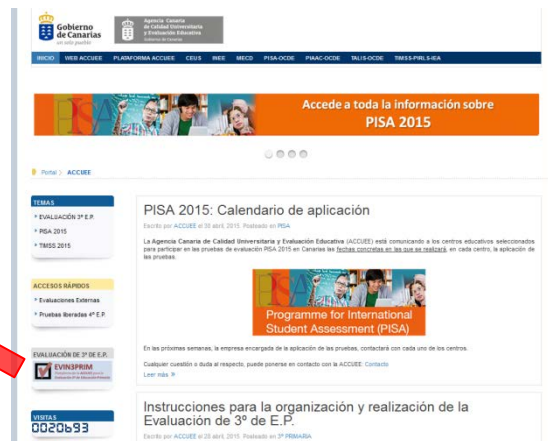 Gobierno
de Canarias
un solo pueblo
Agencia Canaria
de Calidad Universitaria
y Evaluación Educativa
Gobierno de Canarias
INICIO WEB ACCUEE PLATAFORMA ACCUEE CEUS INEE MECD PISA-OCDE PIAAC-OCDE TALIS-OCDE TIMSS-PIRLS-IEA
PISA
Accede a toda la información sobre
PISA 2015
Portal > ACCUEE
TEMAS
EVALUACIÓN 3º E.P.
PISA 2015
TIMSS 2015
ACCESOS RÁPIDOS
Evaluaciones Externas
Pruebas liberadas 4º E.P.
EVALUACIÓN DE 3º DE E.P.
EVIN3PRIM
VISITAS
0020693
PISA 2015: Calendario de aplicación
Escrito por ACCUEE el 30 abril, 2015. Posteado en PISA
La Agencia Canaria de Calidad Universitaria y Evaluación Educativa (ACCUEE) está comunicando a los centros educativos seleccionados
para participar en las pruebas de evaluación PISA 2015 en Canarias las fechas concretas en las que se realizará, en cada centro, la aplicación de
las pruebas.
PISA
Programme for International
Student Assessment (PISA)
En las próximas semanas, la empresa encargada de la aplicación de las pruebas, contactará con cada uno de los centros.
Cualquier cuestión o duda al respecto, puede ponerse en contacto con la ACCUEE: Contacto
Leer más »
Instrucciones para la organización y realización de la
Evaluación de 3º de E.P.
Escrito por ACCUEE el 28 abril, 2015. Posteado en 3º PRIMARIA